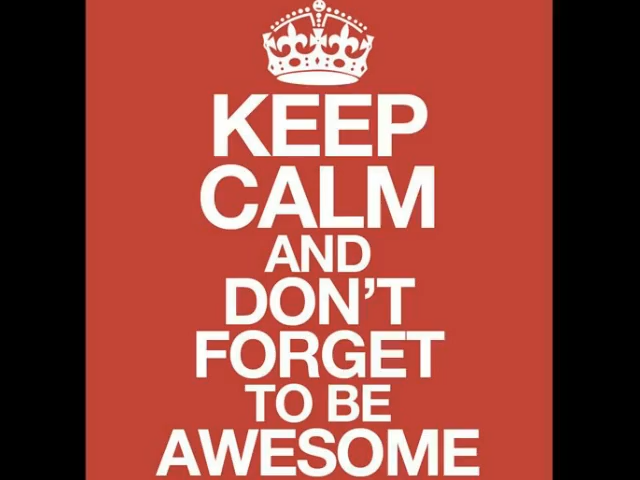 KEEP
CALM
AND
DON'T
FORGET
TO BE
AWESOME